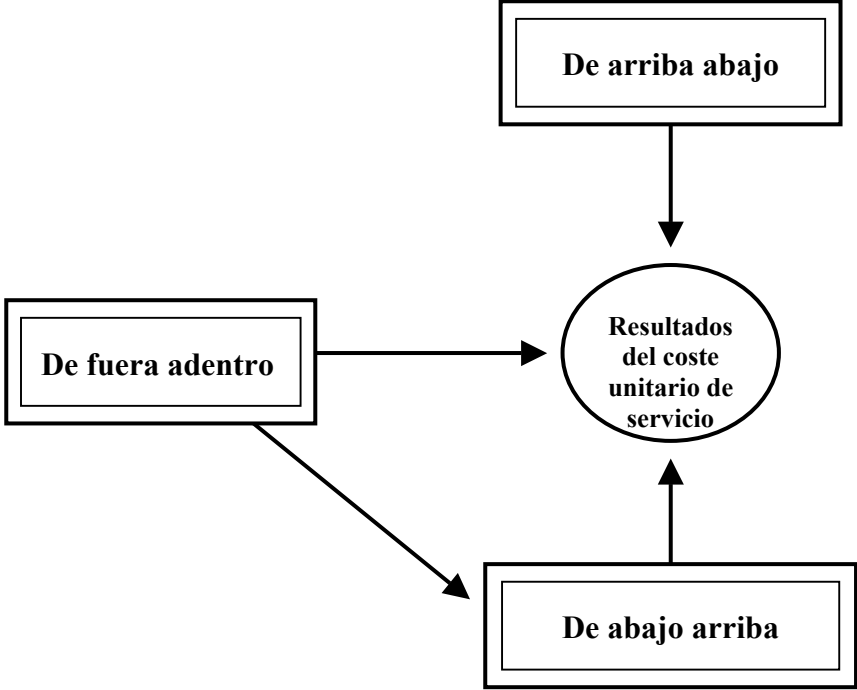 De arriba abajo
De fuera adentro
Resultados
del coste
unitario de
servicio
De abajo arriba